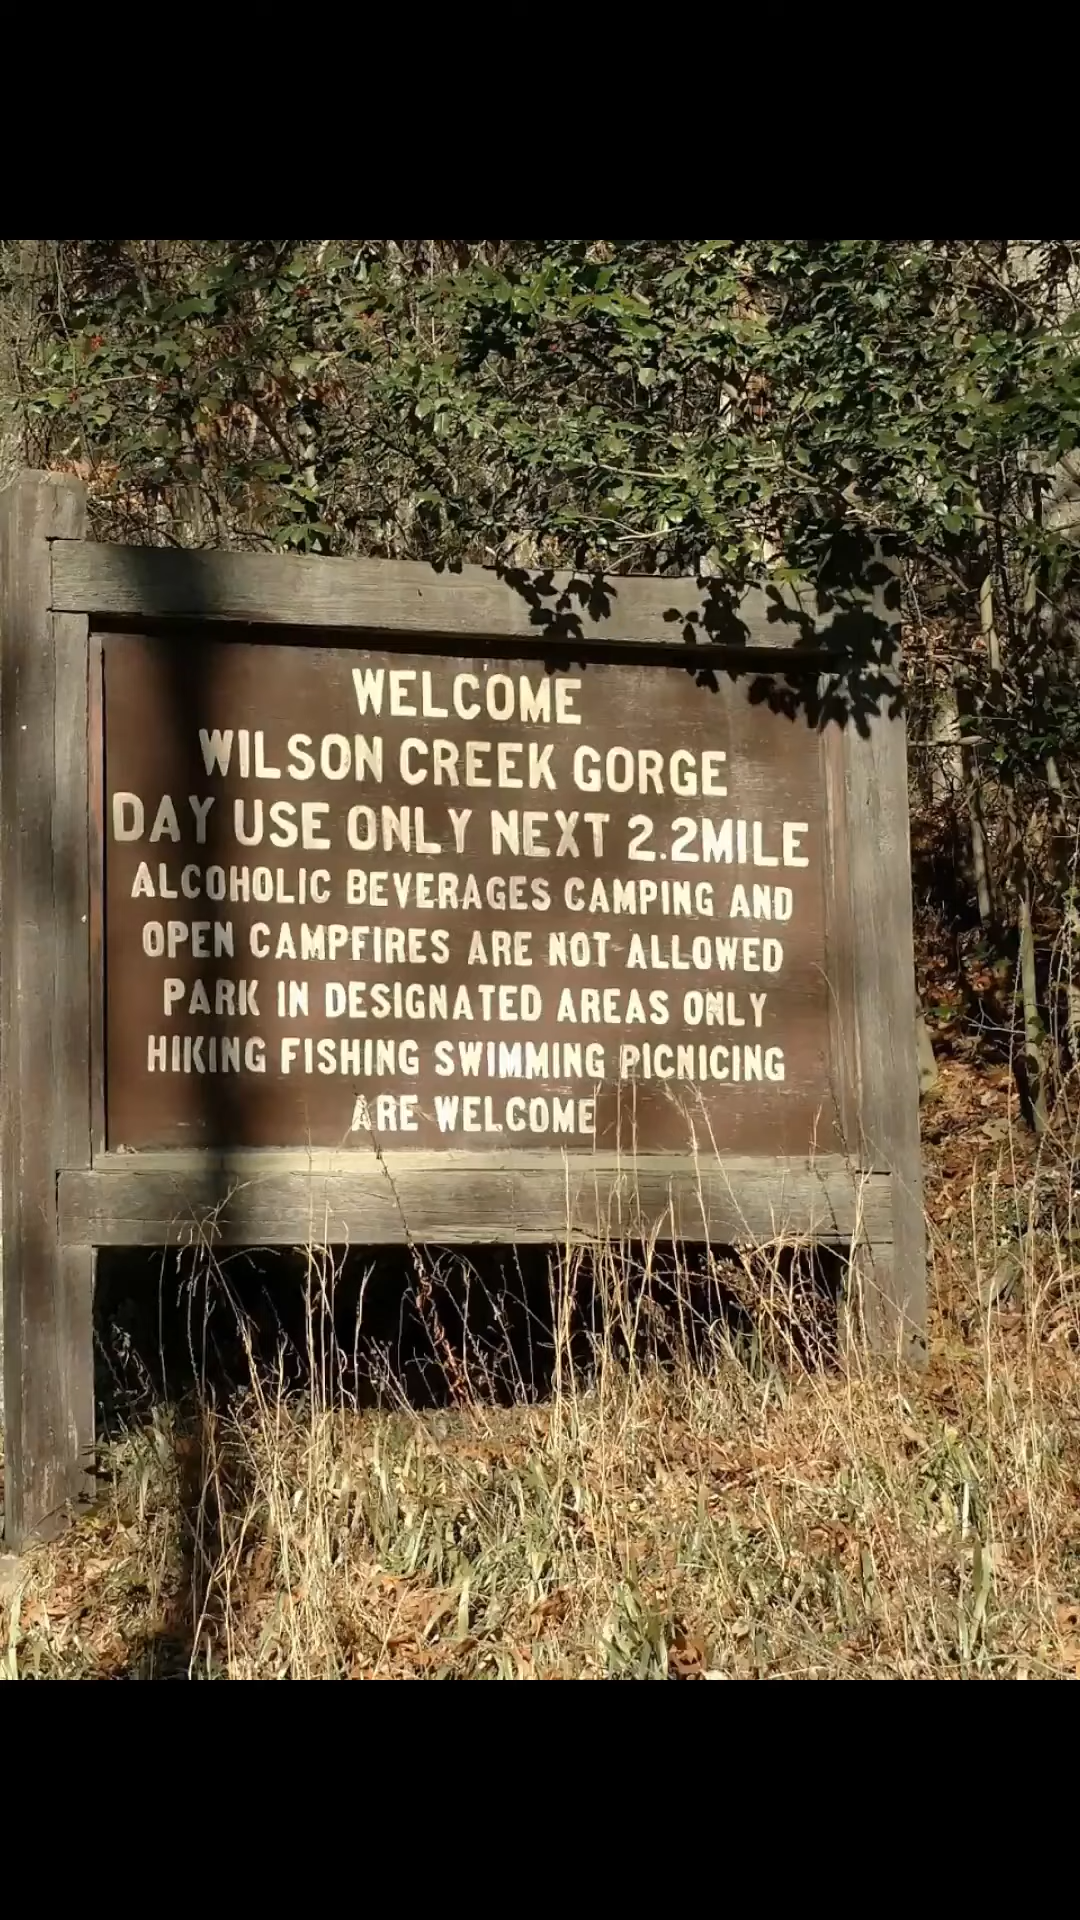 WELCOME
WILSON CREEK GORGE
DAY USE ONLY NEXT 2.2MILE
ALCOHOLIC BEVERAGES CAMPING AND
OPEN CAMPFIRES ARE NOT ALLOWED
PARK IN DESIGNATED AREAS ONLY
HIKING FISHING SWIMMING PICNICING
ARE WELCOME